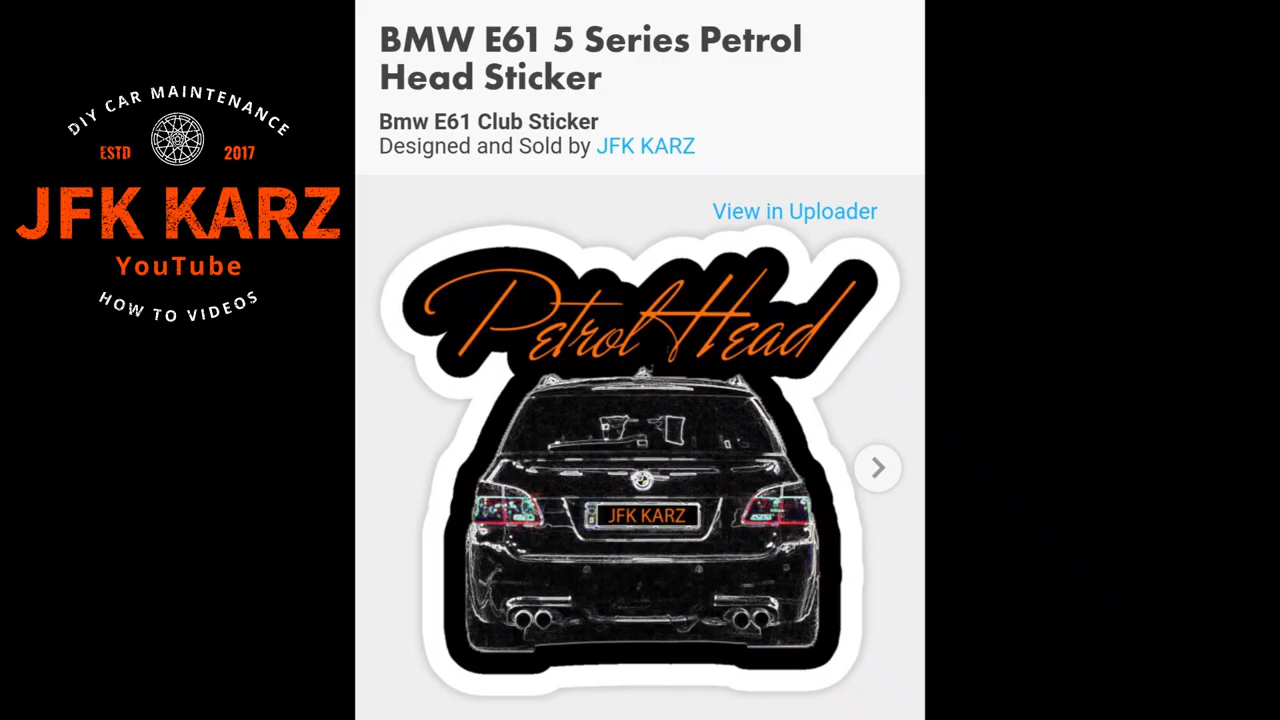 DIY CAR MAINTENANCE
ESTD 2017
JFK KARZ
YouTube
HOW TO VIDEOS
BMW E61 5 Series Petrol
Head Sticker
Bmw E61 Club Sticker
Designed and Sold by JFK KARZ
View in Uploader
Petrol Head
JFK KARZ